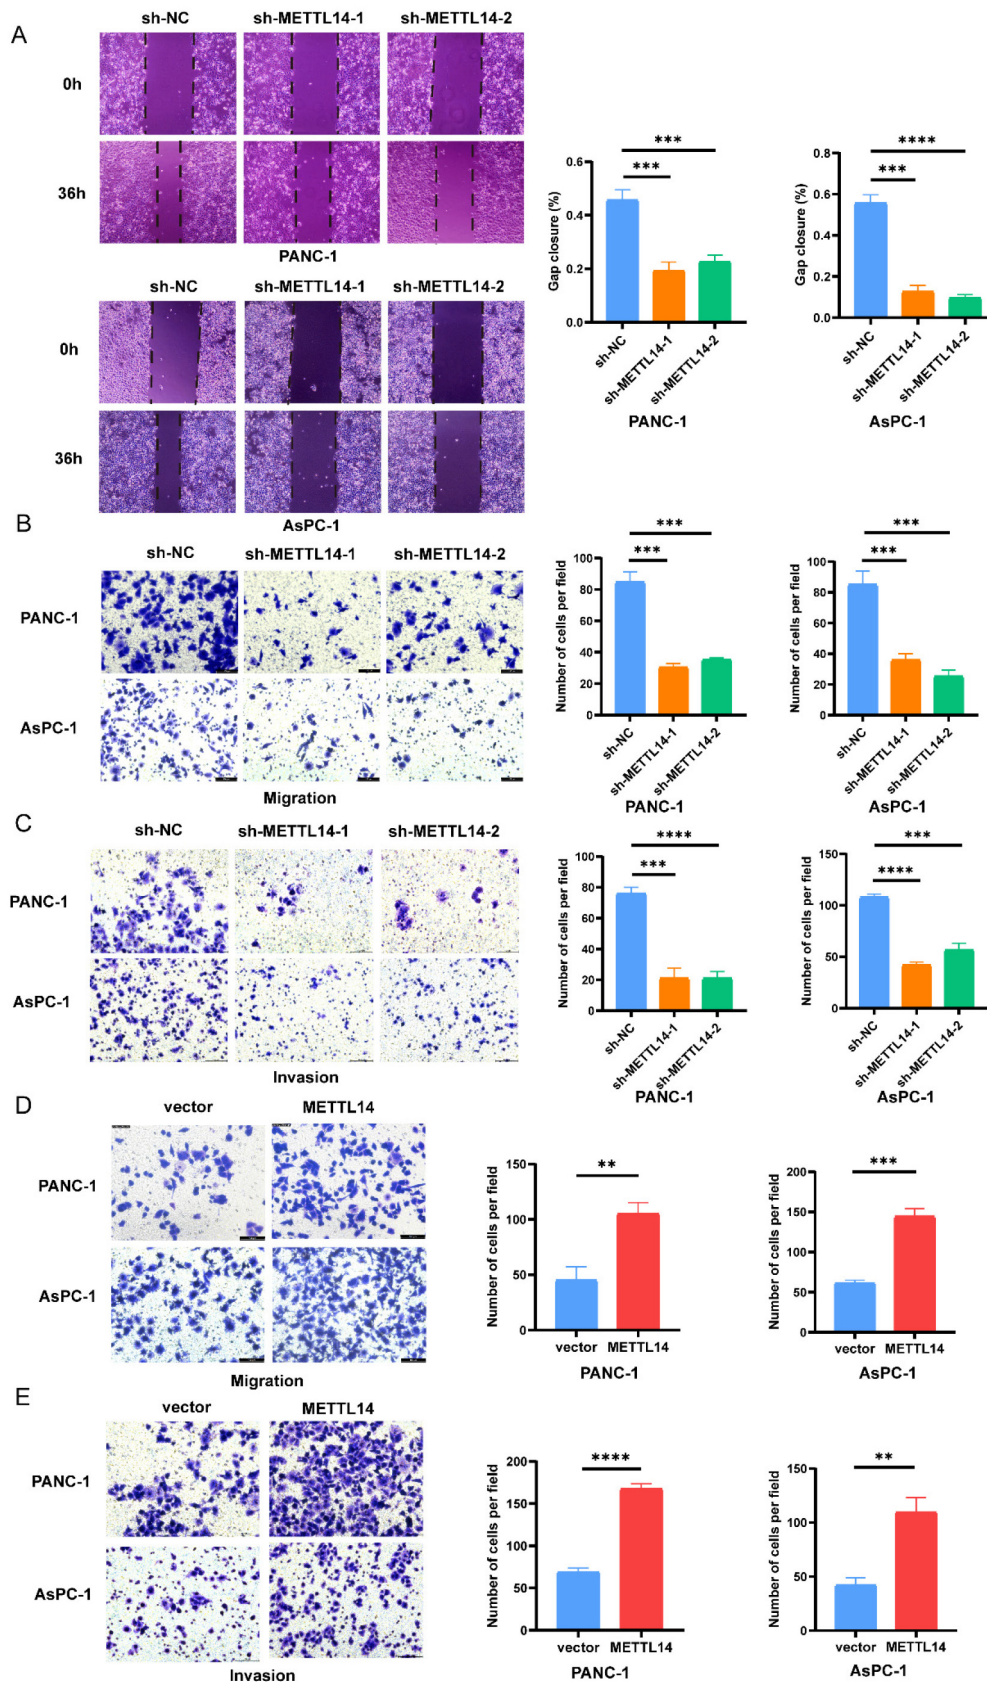 A
sh-NC sh-METTL14-1 sh-METTL14-2
0h
36h
PANC-1
sh-NC sh-METTL14-1 sh-METTL14-2
0h
36h
AsPC-1
Gap closure (%)
0.6
0.4
0.2
0.0
***
***
sh-NC
sh-METTL14-1
sh-METTL14-2
PANC-1
Gap closure (%)
0.8
0.6
0.4
0.2
0.0
****
***
sh-NC
sh-METTL14-1
sh-METTL14-2
AsPC-1
B
sh-NC sh-METTL14-1 sh-METTL14-2
PANC-1
AsPC-1
Migration
Number of cells per field
100
80
60
40
20
0
***
***
sh-NC
sh-METTL14-1
sh-METTL14-2
PANC-1
Number of cells per field
100
80
60
40
20
0
***
***
sh-NC
sh-METTL14-1
sh-METTL14-2
AsPC-1
C
sh-NC sh-METTL14-1 sh-METTL14-2
PANC-1
AsPC-1
Invasion
Number of cells per field
100
80
60
40
20
0
****
***
sh-NC
sh-METTL14-1
sh-METTL14-2
PANC-1
Number of cells per field
150
100
50
0
***
****
sh-NC
sh-METTL14-1
sh-METTL14-2
AsPC-1
D
vector METTL14
PANC-1
AsPC-1
Migration
Number of cells per field
150
100
50
0
**
vector METTL14
PANC-1
Number of cells per field
200
150
100
50
0
***
vector METTL14
AsPC-1
E
vector METTL14
PANC-1
AsPC-1
Invasion
Number of cells per field
200
150
100
50
0
****
vector METTL14
PANC-1
Number of cells per field
150
100
50
0
**
vector METTL14
AsPC-1